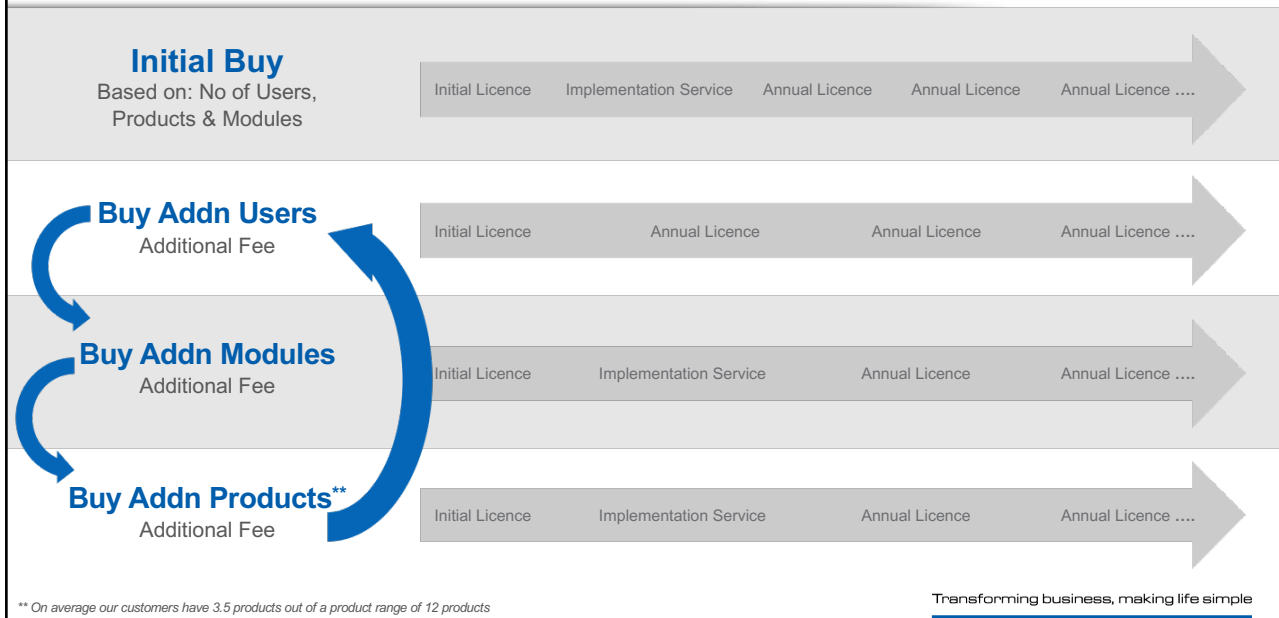 Initial Buy
Based on: No of Users,
Products & Modules
Initial Licence Implementation Service Annual Licence Annual Licence Annual Licence ....
Buy Addn Users
Additional Fee
Initial Licence Annual Licence Annual Licence Annual Licence ....
Buy Addn Modules
Additional Fee
Initial Licence Implementation Service Annual Licence Annual Licence ....
Buy Addn Products**
Additional Fee
Initial Licence Implementation Service Annual Licence Annual Licence ....
** On average our customers have 3.5 products out of a product range of 12 products
Transforming business, making life simple